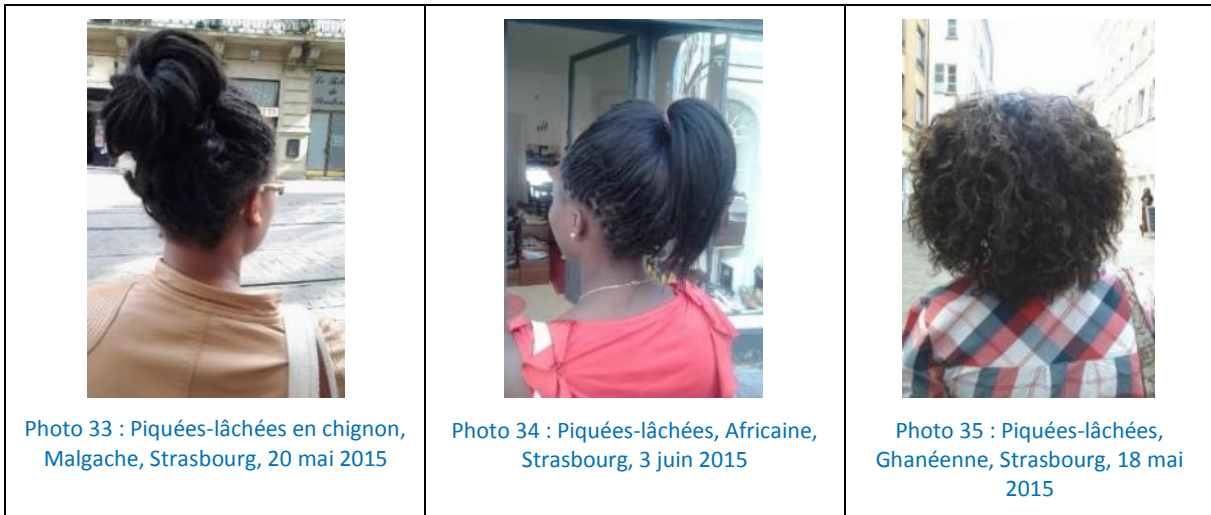 Photo 33 : Piquées-lâchées en chignon,
Malgache, Strasbourg, 20 mai 2015
Photo 34 : Piquées-lâchées, Africaine,
Strasbourg, 3 juin 2015
Photo 35 : Piquées-lâchées,
Ghanéenne, Strasbourg, 18 mai
2015